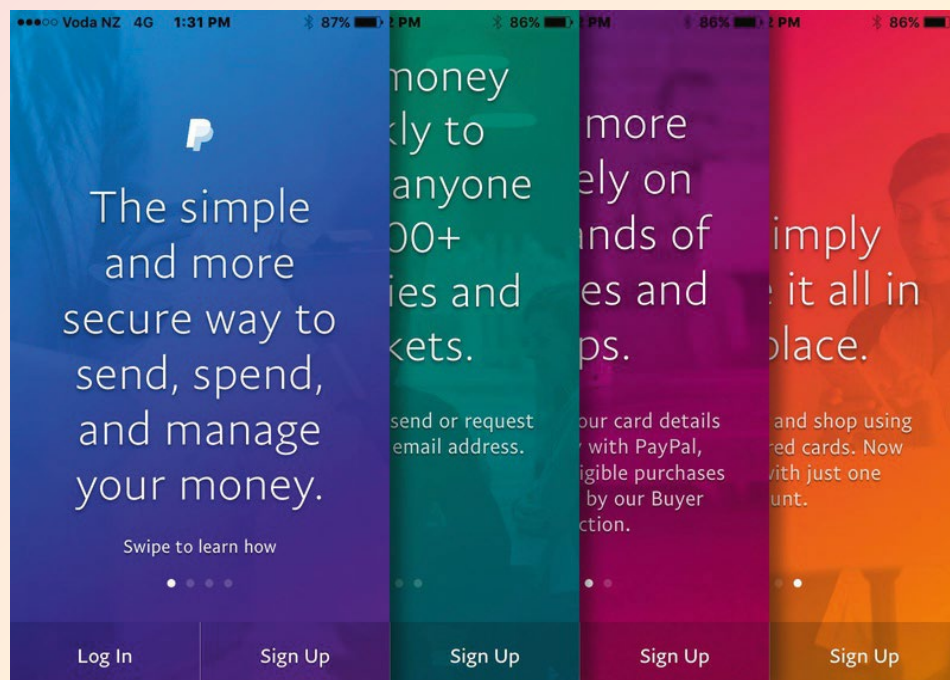 Voda NZ 4G 1:31 PM 87%
The simple
and more
secure way to
send, spend,
and manage
your money.
Swipe to learn how
Log In Sign Up
PM 86%
money
kly to
anyone
00+
ies and
kets.
send or request
email address.
Sign Up
PM 86%
more
ely on
ands of
es and
ps.
our card details
y with PayPal,
igible purchases
by our Buyer
ction.
Sign Up
2 PM 86%
imply
e it all in
place.
and shop using
red cards. Now
with just one
unt.
Sign Up